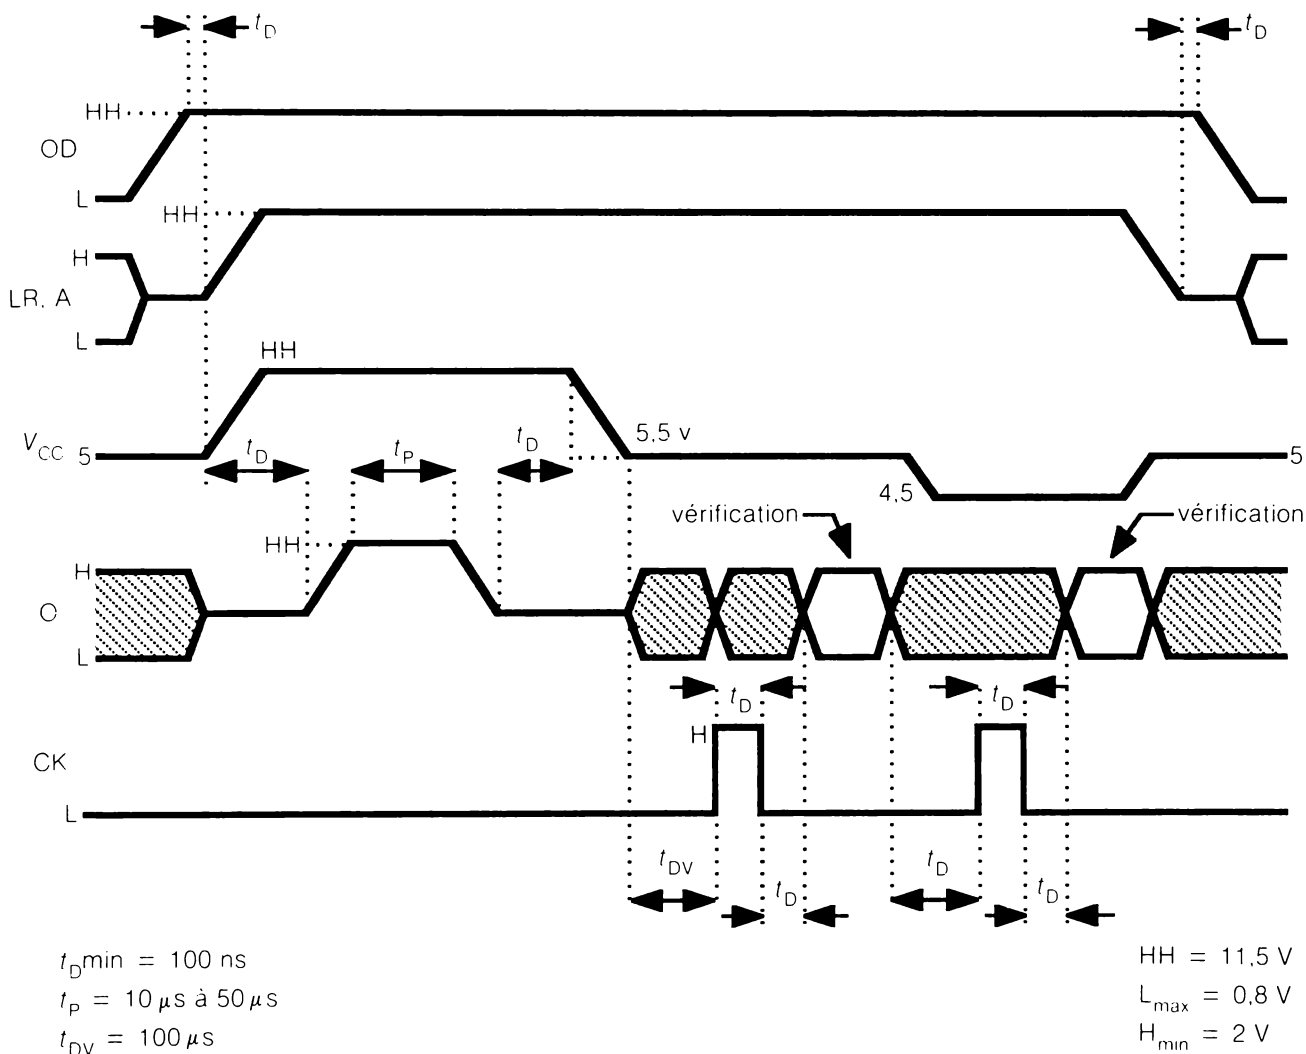 tD
tD
HH
OD
L
HH
H
LR, A
L
HH
VCC 5
tD
tP
tD
5,5 v
4,5
5
vérification
vérification
HH
H
O
L
tD
tD
H
CK
L
tDV
tD
tD
tD
tD min = 100 ns
tP = 10 µs à 50 µs
tDV = 100 µs
HH = 11,5 V
Lmax = 0,8 V
Hmin = 2 V